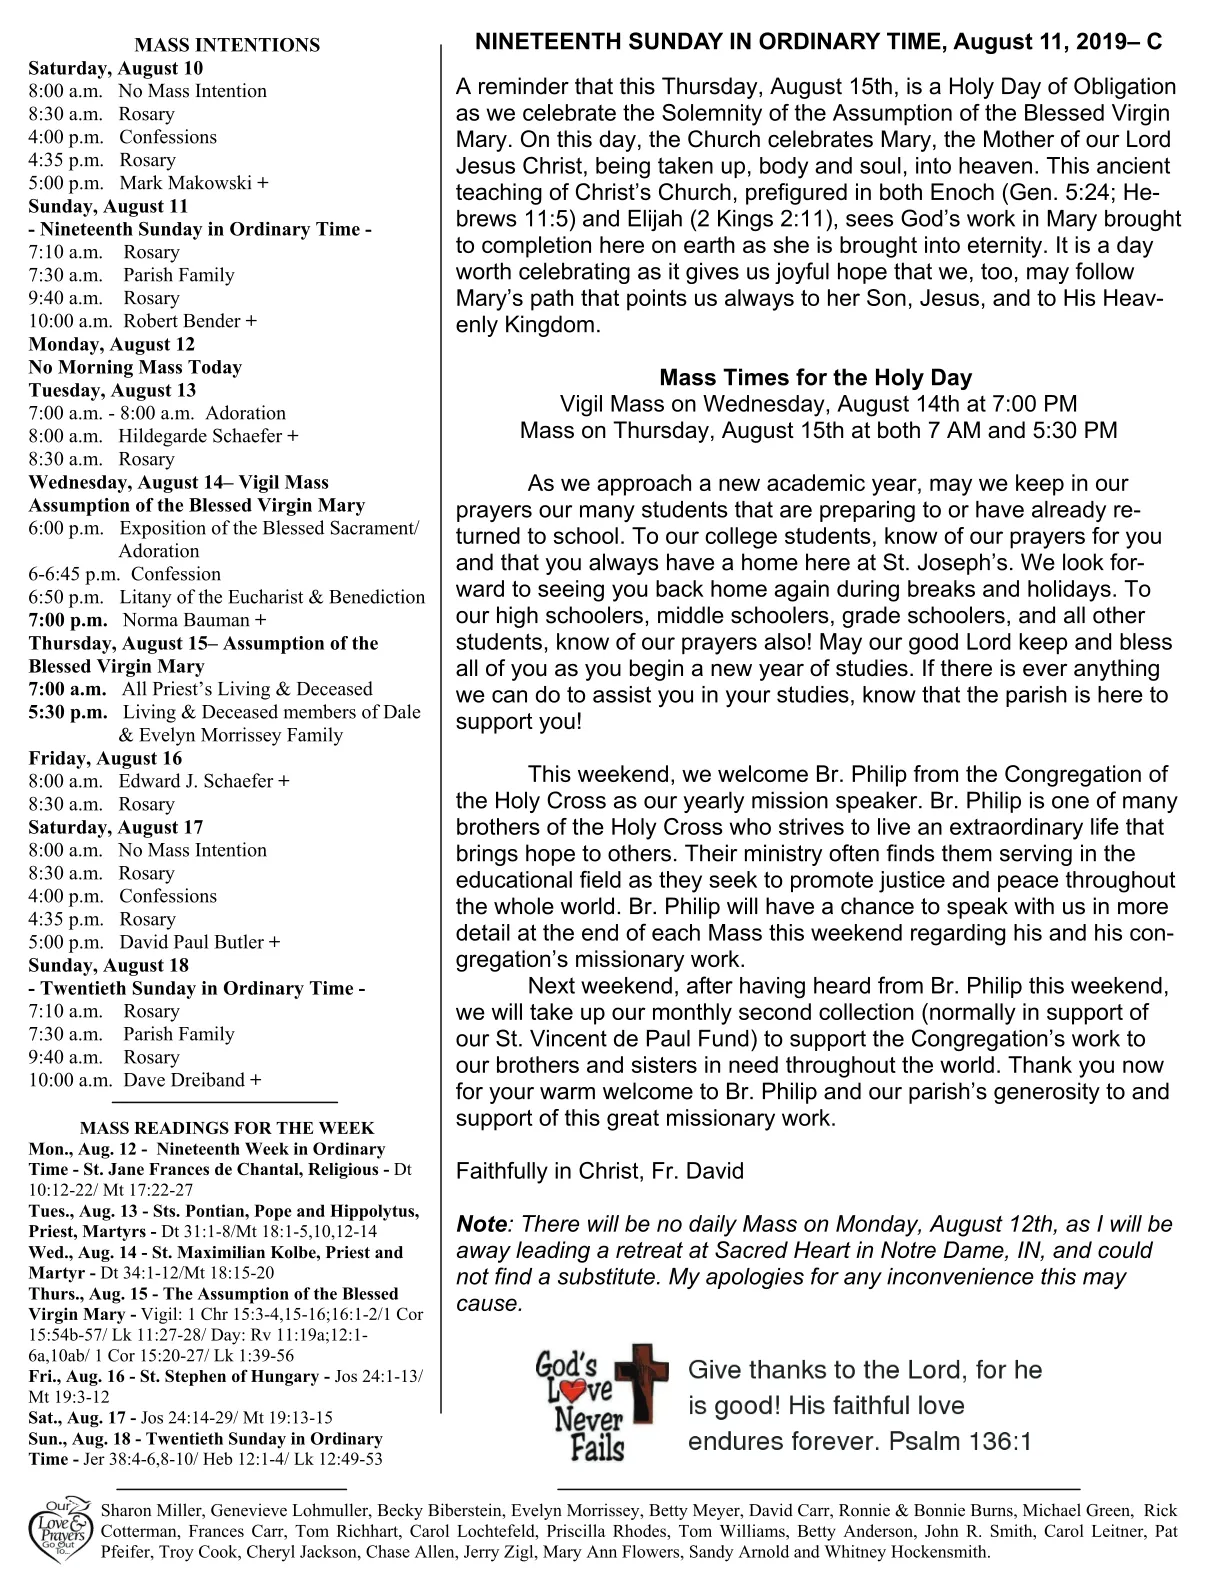 MASS INTENTIONS
Saturday, August 10
8:00 a.m. No Mass Intention
8:30 a.m. Rosary
4:00 p.m. Confessions
4:35 p.m. Rosary
5:00 p.m. Mark Makowski +
Sunday, August 11
- Nineteenth Sunday in Ordinary Time -
7:10 a.m. Rosary
7:30 a.m. Parish Family
9:40 a.m. Rosary
10:00 a.m. Robert Bender +
Monday, August 12
No Morning Mass Today
Tuesday, August 13
7:00 a.m. - 8:00 a.m. Adoration
8:00 a.m. Hildegarde Schaefer +
8:30 a.m. Rosary
Wednesday, August 14– Vigil Mass
Assumption of the Blessed Virgin Mary
6:00 p.m. Exposition of the Blessed Sacrament/
Adoration
6-6:45 p.m. Confession
6:50 p.m. Litany of the Eucharist & Benediction
7:00 p.m. Norma Bauman +
Thursday, August 15– Assumption of the
Blessed Virgin Mary
7:00 a.m. All Priest's Living & Deceased
5:30 p.m. Living & Deceased members of Dale
& Evelyn Morrissey Family
Friday, August 16
8:00 a.m. Edward J. Schaefer +
8:30 a.m. Rosary
Saturday, August 17
8:00 a.m. No Mass Intention
8:30 a.m. Rosary
4:00 p.m. Confessions
4:35 p.m. Rosary
5:00 p.m. David Paul Butler +
Sunday, August 18
- Twentieth Sunday in Ordinary Time -
7:10 a.m. Rosary
7:30 a.m. Parish Family
9:40 a.m. Rosary
10:00 a.m. Dave Dreiband +
MASS READINGS FOR THE WEEK
Mon., Aug. 12 - Nineteenth Week in Ordinary
Time - St. Jane Frances de Chantal, Religious - Dt
10:12-22/ Mt 17:22-27
Tues., Aug. 13 - Sts. Pontian, Pope and Hippolytus,
Priest, Martyrs - Dt 31:1-8/Mt 18:1-5,10,12-14
Wed., Aug. 14 - St. Maximilian Kolbe, Priest and
Martyr - Dt 34:1-12/Mt 18:15-20
Thurs., Aug. 15 - The Assumption of the Blessed
Virgin Mary - Vigil: 1 Chr 15:3-4,15-16;16:1-2/1 Cor
15:54b-57/ Lk 11:27-28/ Day: Rv 11:19a;12:1-
6a,10ab/ 1 Cor 15:20-27/ Lk 1:39-56
Fri., Aug. 16 - St. Stephen of Hungary - Jos 24:1-13/
Mt 19:3-12
Sat., Aug. 17 - Jos 24:14-29/ Mt 19:13-15
Sun., Aug. 18 - Twentieth Sunday in Ordinary
Time - Jer 38:4-6,8-10/ Heb 12:1-4/ Lk 12:49-53
NINETEENTH SUNDAY IN ORDINARY TIME, August 11, 2019– C
A reminder that this Thursday, August 15th, is a Holy Day of Obligation
as we celebrate the Solemnity of the Assumption of the Blessed Virgin
Mary. On this day, the Church celebrates Mary, the Mother of our Lord
Jesus Christ, being taken up, body and soul, into heaven. This ancient
teaching of Christ's Church, prefigured in both Enoch (Gen. 5:24; He-
brews 11:5) and Elijah (2 Kings 2:11), sees God's work in Mary brought
to completion here on earth as she is brought into eternity. It is a day
worth celebrating as it gives us joyful hope that we, too, may follow
Mary's path that points us always to her Son, Jesus, and to His Heav-
enly Kingdom.
Mass Times for the Holy Day
Vigil Mass on Wednesday, August 14th at 7:00 PM
Mass on Thursday, August 15th at both 7 AM and 5:30 PM
As we approach a new academic year, may we keep in our
prayers our many students that are preparing to or have already re-
turned to school. To our college students, know of our prayers for you
and that you always have a home here at St. Joseph's. We look for-
ward to seeing you back home again during breaks and holidays. To
our high schoolers, middle schoolers, grade schoolers, and all other
students, know of our prayers also! May our good Lord keep and bless
all of you as you begin a new year of studies. If there is ever anything
we can do to assist you in your studies, know that the parish is here to
support you!
This weekend, we welcome Br. Philip from the Congregation of
the Holy Cross as our yearly mission speaker. Br. Philip is one of many
brothers of the Holy Cross who strives to live an extraordinary life that
brings hope to others. Their ministry often finds them serving in the
educational field as they seek to promote justice and peace throughout
the whole world. Br. Philip will have a chance to speak with us in more
detail at the end of each Mass this weekend regarding his and his con-
gregation's missionary work.
Next weekend, after having heard from Br. Philip this weekend,
we will take up our monthly second collection (normally in support of
our St. Vincent de Paul Fund) to support the Congregation's work to
our brothers and sisters in need throughout the world. Thank you now
for your warm welcome to Br. Philip and our parish's generosity to and
support of this great missionary work.
Faithfully in Christ, Fr. David
Note: There will be no daily Mass on Monday, August 12th, as I will be
away leading a retreat at Sacred Heart in Notre Dame, IN, and could
not find a substitute. My apologies for any inconvenience this may
cause.
God's
Love
Never
Fails
Give thanks to the Lord, for he
is good! His faithful love
endures forever. Psalm 136:1
Our
Love &
Prayers
Go Out
To...
Sharon Miller, Genevieve Lohmuller, Becky Biberstein, Evelyn Morrissey, Betty Meyer, David Carr, Ronnie & Bonnie Burns, Michael Green, Rick
Cotterman, Frances Carr, Tom Richhart, Carol Lochtefeld, Priscilla Rhodes, Tom Williams, Betty Anderson, John R. Smith, Carol Leitner, Pat
Pfeifer, Troy Cook, Cheryl Jackson, Chase Allen, Jerry Zigl, Mary Ann Flowers, Sandy Arnold and Whitney Hockensmith.